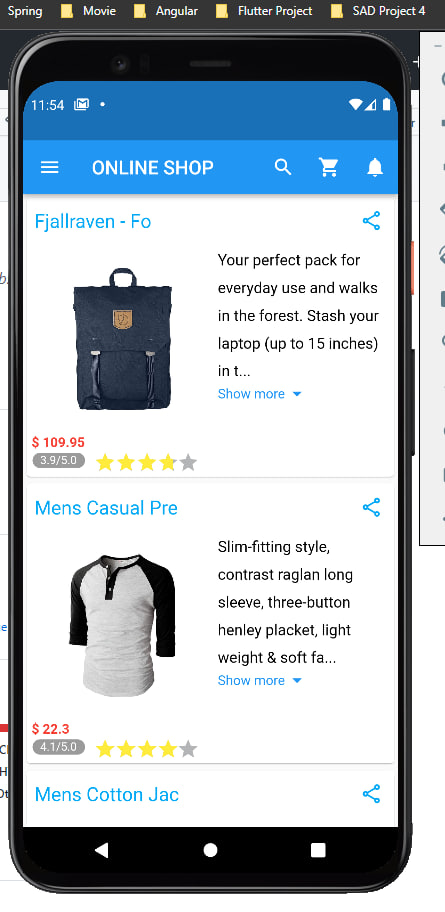 Spring Movie Angular Flutter Project SAD Project 4
11:54
ONLINE SHOP
Fjallraven - Fo
Your perfect pack for
everyday use and walks
in the forest. Stash your
laptop (up to 15 inches)
in t...
Show more
$ 109.95
3.9/5.0
Mens Casual Pre
Slim-fitting style,
contrast raglan long
sleeve, three-button
henley placket, light
weight & soft fa...
Show more
$ 22.3
4.1/5.0
Mens Cotton Jac